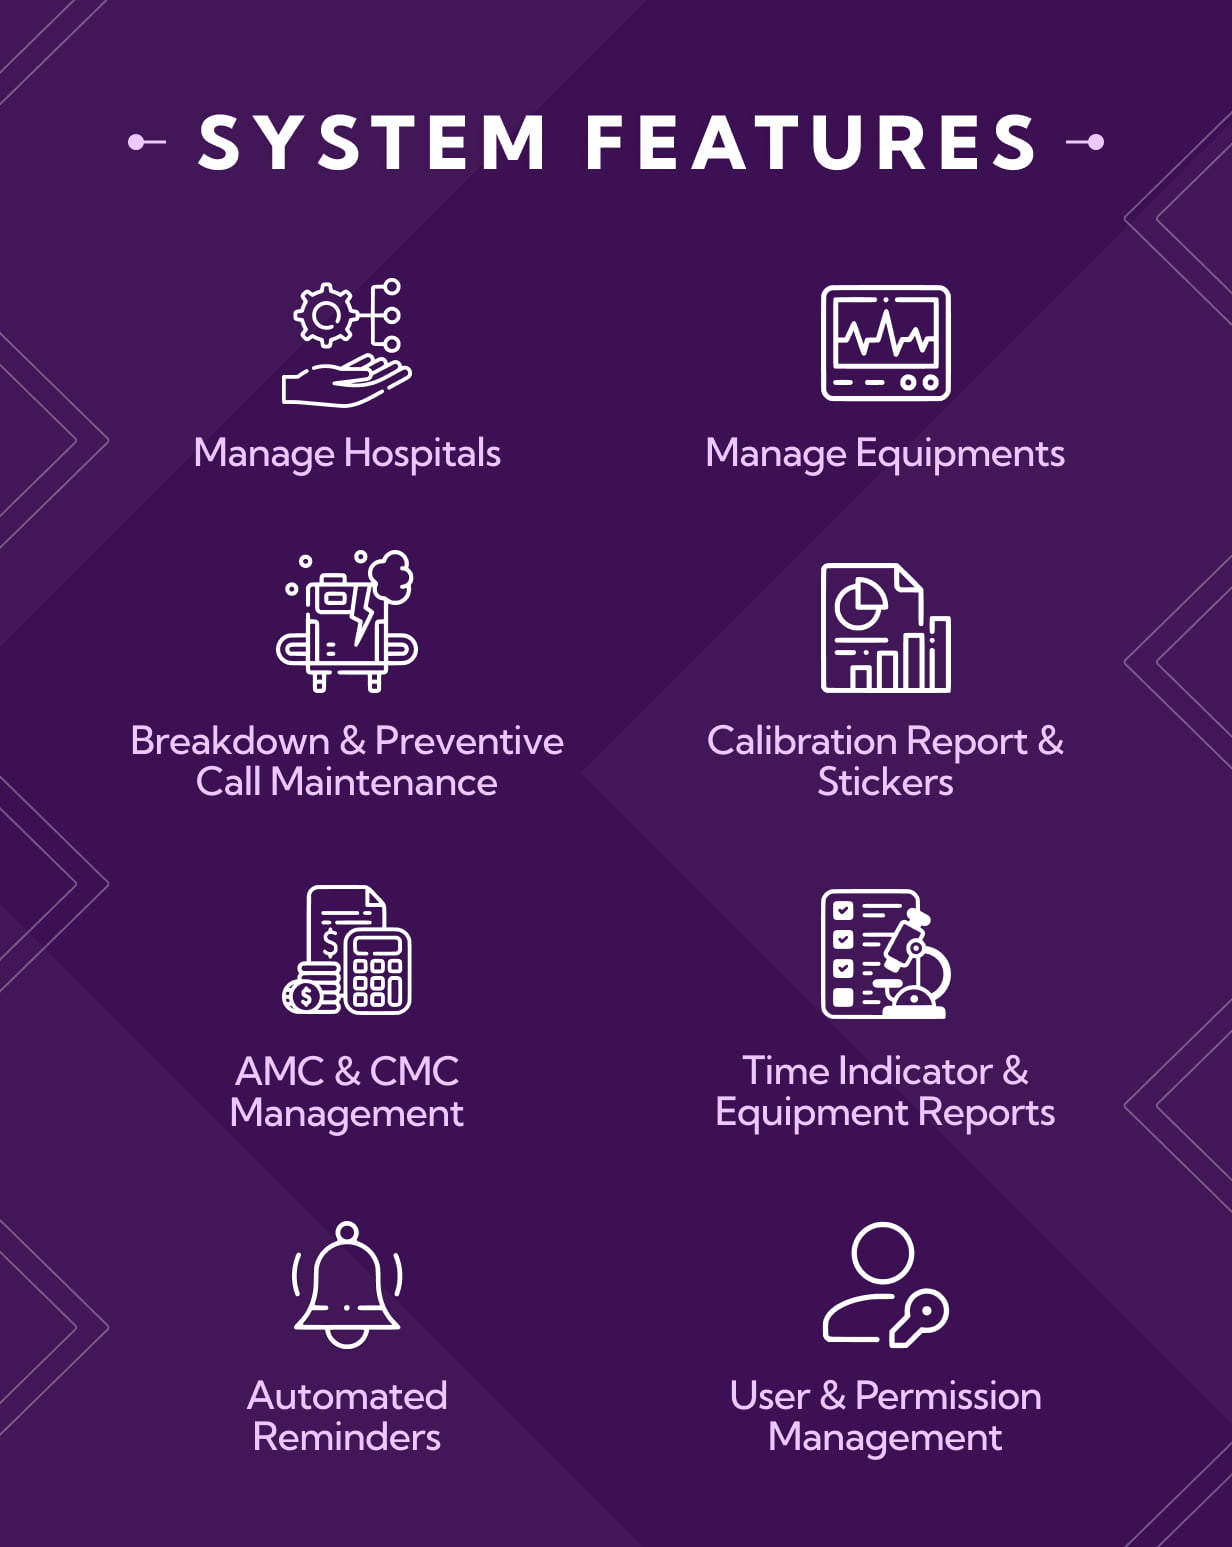 SYSTEM FEATURES
Manage Hospitals
Manage Equipments
Breakdown & Preventive
Call Maintenance
Calibration Report &
Stickers
$
$
AMC & CMC
Management
Time Indicator &
Equipment Reports
Automated
Reminders
User & Permission
Management